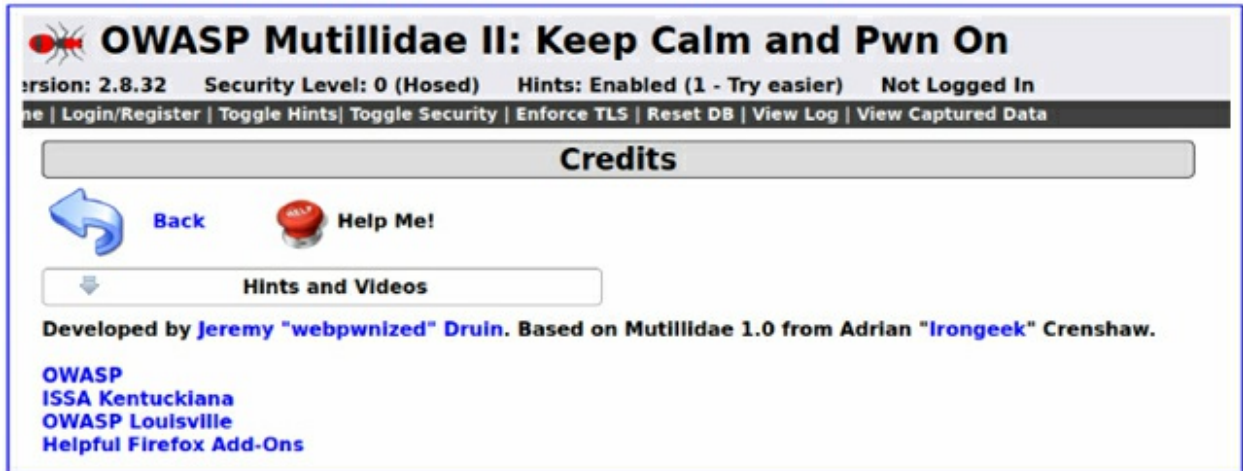 OWASP Mutillidae II: Keep Calm and Pwn On
ersion: 2.8.32 Security Level: 0 (Hosed) Hints: Enabled (1 - Try easier) Not Logged In
me | Login/Register | Toggle Hints| Toggle Security | Enforce TLS | Reset DB | View Log | View Captured Data
Credits
Back HELP Help Me!
Hints and Videos
Developed by Jeremy "webpwnized" Druin. Based on Mutillidae 1.0 from Adrian "Irongeek" Crenshaw.
OWASP
ISSA Kentuckiana
OWASP Louisville
Helpful Firefox Add-Ons